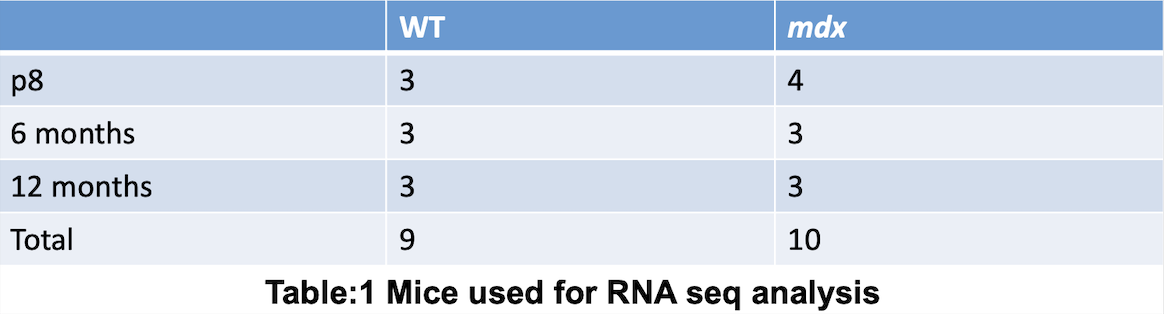 WT mdx
p8 3 4
6 months 3 3
12 months 3 3
Total 9 10
Table:1 Mice used for RNA seq analysis